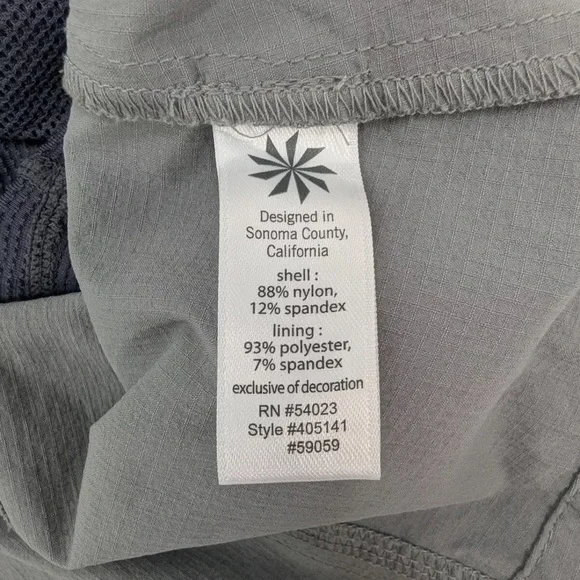 Designed in
Sonoma County,
California
shell :
88% nylon,
12% spandex
lining :
93% polyester,
7% spandex
exclusive of decoration
RN #54023
Style #405141
#59059